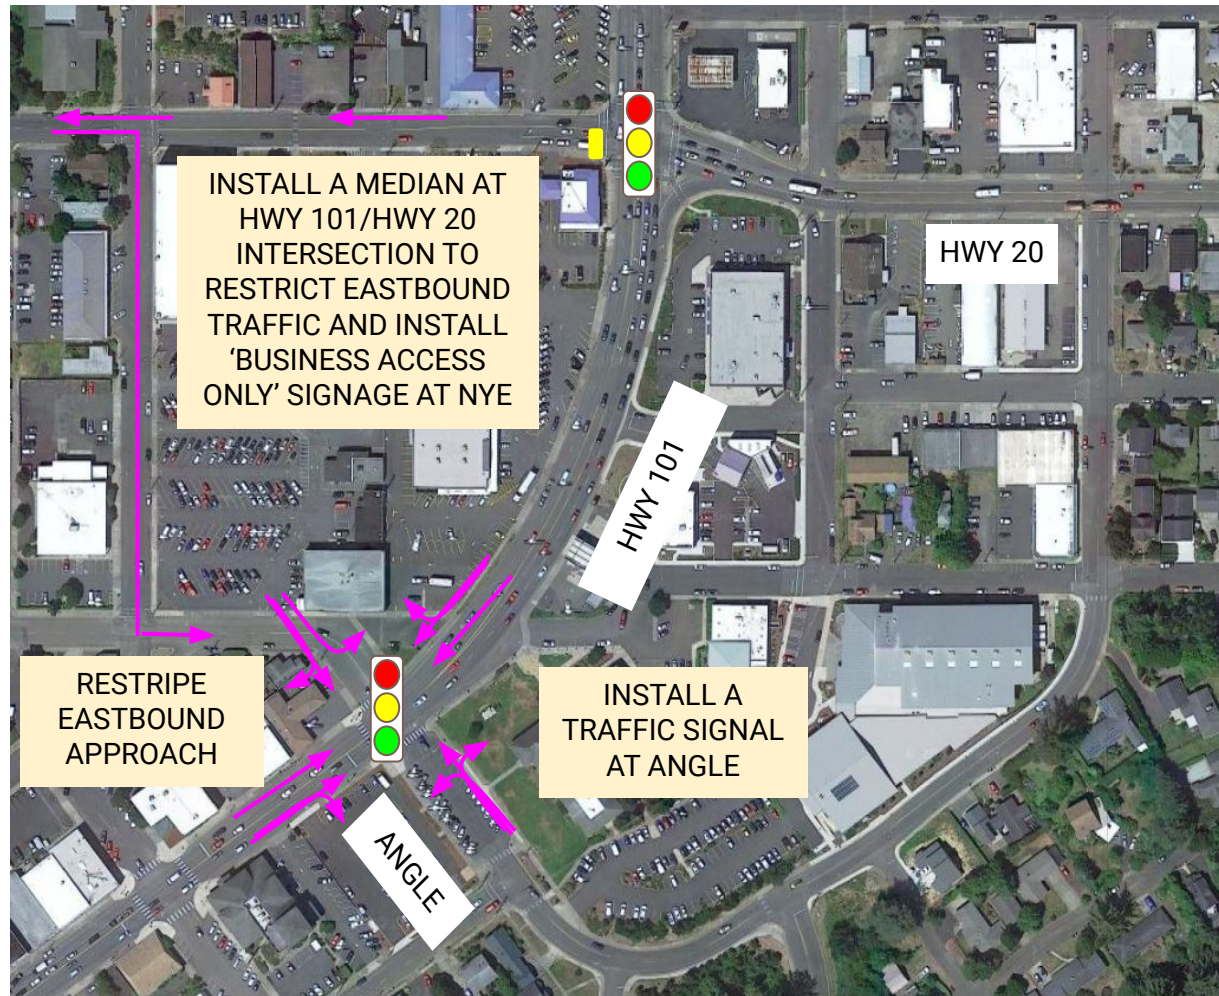 INSTALL A MEDIAN AT
HWY 101/HWY 20
INTERSECTION TO
RESTRICT EASTBOUND
TRAFFIC AND INSTALL
‘BUSINESS ACCESS
ONLY’ SIGNAGE AT NYE
HWY 20
HWY 101
RESTRIPE
EASTBOUND
APPROACH
INSTALL A
TRAFFIC SIGNAL
AT ANGLE
ANGLE